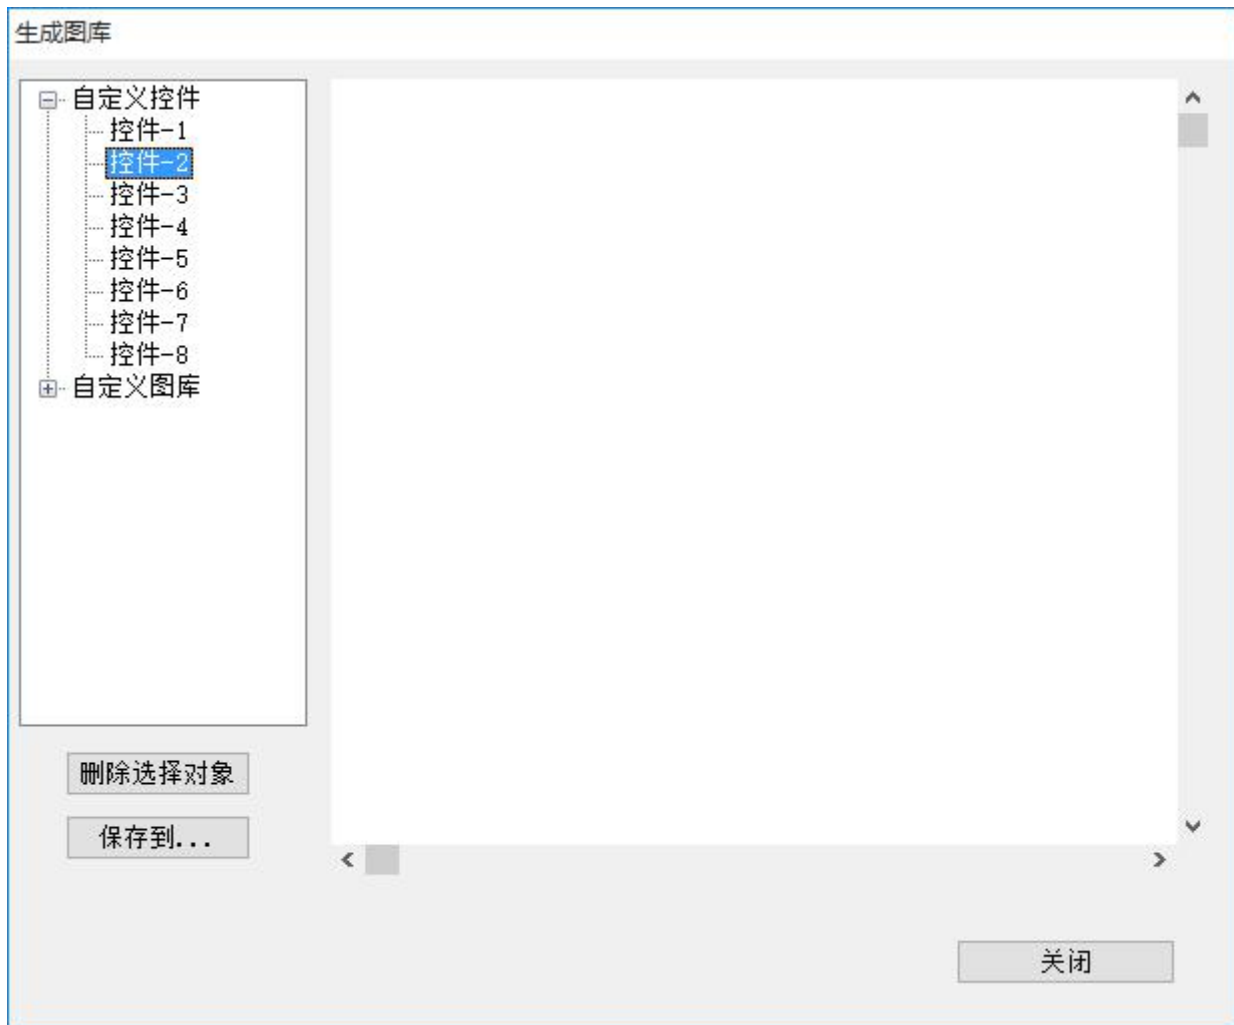 生成图库
自定义控件
控件-1
控件-2
控件-3
控件-4
控件-5
控件-6
控件-7
控件-8
自定义图库
删除选择对象
保存到...
关闭